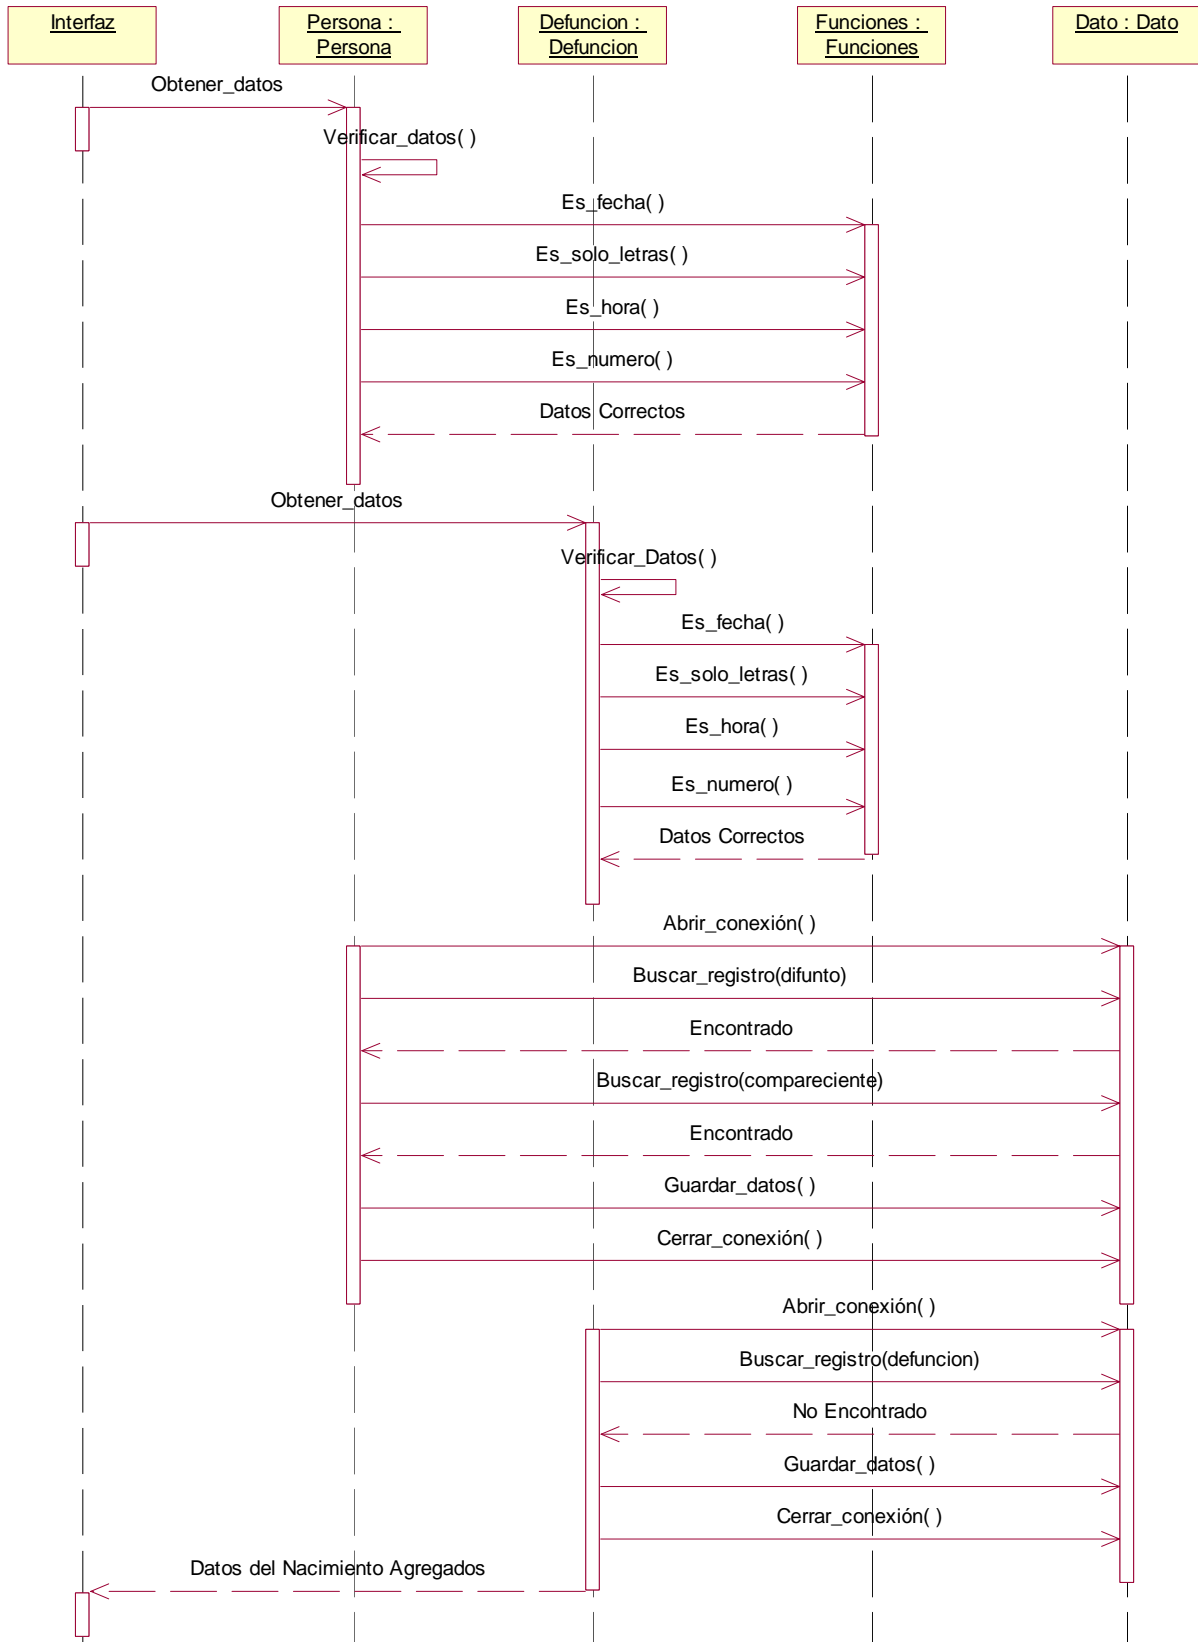 Interfaz
Persona :
Persona
Defuncion :
Defuncion
Funciones :
Funciones
Dato : Dato
Obtener_datos
Verificar_datos( )
Es_fecha( )
Es_solo_letras( )
Es_hora( )
Es_numero( )
Datos Correctos
Obtener_datos
Verificar_Datos( )
Es_fecha( )
Es_solo_letras( )
Es_hora( )
Es_numero( )
Datos Correctos
Abrir_conexión( )
Buscar_registro(difunto)
Encontrado
Buscar_registro(compareciente)
Encontrado
Guardar_datos( )
Cerrar_conexión( )
Abrir_conexión( )
Buscar_registro(defuncion)
No Encontrado
Guardar_datos( )
Cerrar_conexión( )
Datos del Nacimiento Agregados